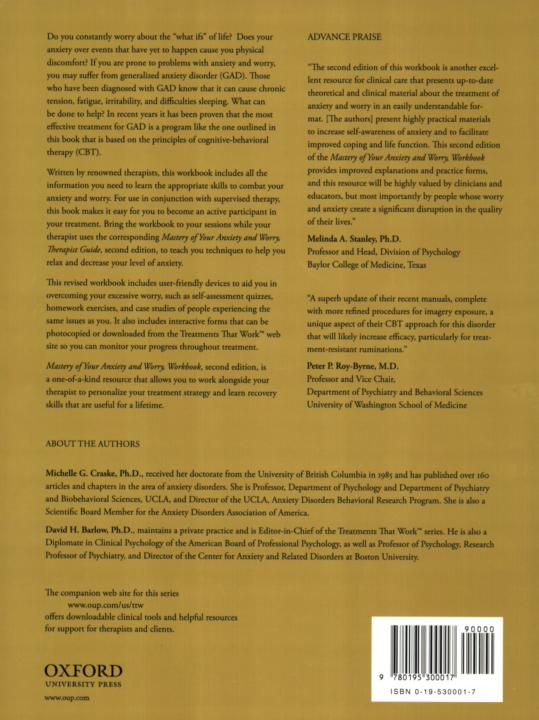 Do you constantly worry about the "what ifs" of life? Does your
anxiety over events that have yet to happen cause you physical
discomfort? If you are prone to problems with anxiety and worry,
you may suffer from generalized anxiety disorder (GAD). Those
who have been diagnosed with GAD know that it can cause chronic
tension, fatigue, irritability, and difficulties sleeping. What can
be done to help? In recent years it has been proven that the most
effective treatment for GAD is a program like the one outlined in
this book that is based on the principles of cognitive-behavioral
therapy (CBT).
Written by renowned therapists, this workbook includes all the
information you need to learn the appropriate skills to combat your
anxiety and worry. For use in conjunction with supervised therapy,
this book makes it easy for you to become an active participant in
your treatment. Bring the workbook to your sessions while your
therapist uses the corresponding Mastery of Your Anxiety and Worry,
Therapist Guide, second edition, to teach you techniques to help you
relax and decrease your level of anxiety.
This revised workbook includes user-friendly devices to aid you in
overcoming your excessive worry, such as self-assessment quizzes,
homework exercises, and case studies of people experiencing the
same issues as you. It also includes interactive forms that can be
photocopied or downloaded from the Treatments That Work™ web
site so you can monitor your progress throughout treatment.
Mastery of Your Anxiety and Worry, Workbook, second edition, is
a one-of-a-kind resource that allows you to work alongside your
therapist to personalize your treatment strategy and learn recovery
skills that are useful for a lifetime.
ADVANCE PRAISE
"The second edition of this workbook is another excel-
lent resource for clinical care that presents up-to-date
theoretical and clinical material about the treatment of
anxiety and worry in an easily understandable for-
mat. [The authors] present highly practical materials
to increase self-awareness of anxiety and to facilitate
improved coping and life function. This second edition
of the Mastery of Your Anxiety and Worry, Workbook
provides improved explanations and practice forms,
and this resource will be highly valued by clinicians and
educators, but most importantly by people whose worry
and anxiety create a significant disruption in the quality
of their lives."
Melinda A. Stanley, Ph.D.
Professor and Head, Division of Psychology
Baylor College of Medicine, Texas
"A superb update of their recent manuals, complete
with more refined procedures for imagery exposure, a
unique aspect of their CBT approach for this disorder
that will likely increase efficacy, particularly for treat-
ment-resistant ruminations."
Peter P. Roy-Byrne, M.D.
Professor and Vice Chair,
Department of Psychiatry and Behavioral Sciences
University of Washington School of Medicine
ABOUT THE AUTHORS
Michelle G. Craske, Ph.D., received her doctorate from the University of British Columbia in 1985 and has published over 160
articles and chapters in the area of anxiety disorders. She is Professor, Department of Psychology and Department of Psychiatry
and Biobehavioral Sciences, UCLA, and Director of the UCLA, Anxiety Disorders Behavioral Research Program. She is also a
Scientific Board Member for the Anxiety Disorders Association of America.
David H. Barlow, Ph.D., maintains a private practice and is Editor-in-Chief of the Treatments That Work™ series. He is also a
Diplomate in Clinical Psychology of the American Board of Professional Psychology, as well as Professor of Psychology, Research
Professor of Psychiatry, and Director of the Center for Anxiety and Related Disorders at Boston University.
The companion web site for this series
www.oup.com/us/ttw
offers downloadable clinical tools and helpful resources
for support for therapists and clients.
OXFORD
UNIVERSITY PRESS
www.oup.com
90000
9 780195 300017
ISBN 0-19-530001-7